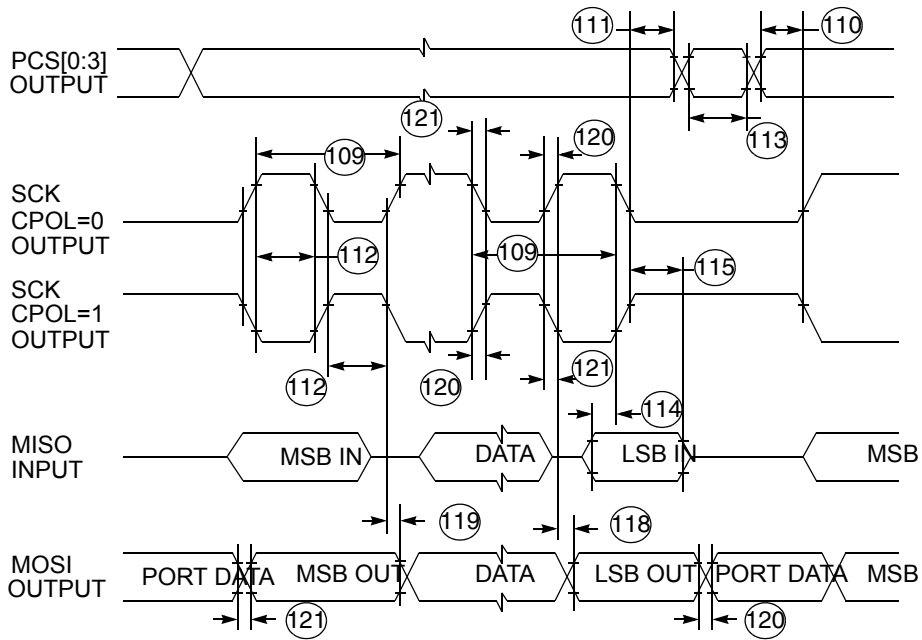 111
110
PCS[0:3]
OUTPUT
121
120
113
109
SCK
CPOL=0
OUTPUT
112
109
115
SCK
CPOL=1
OUTPUT
112
120
121
114
MISO
INPUT
MSB IN
DATA
LSB IN
MSB
119
118
MOSI
OUTPUT
PORT DATA
MSB OUT
DATA
LSB OUT
PORT DATA
MSB
121
120